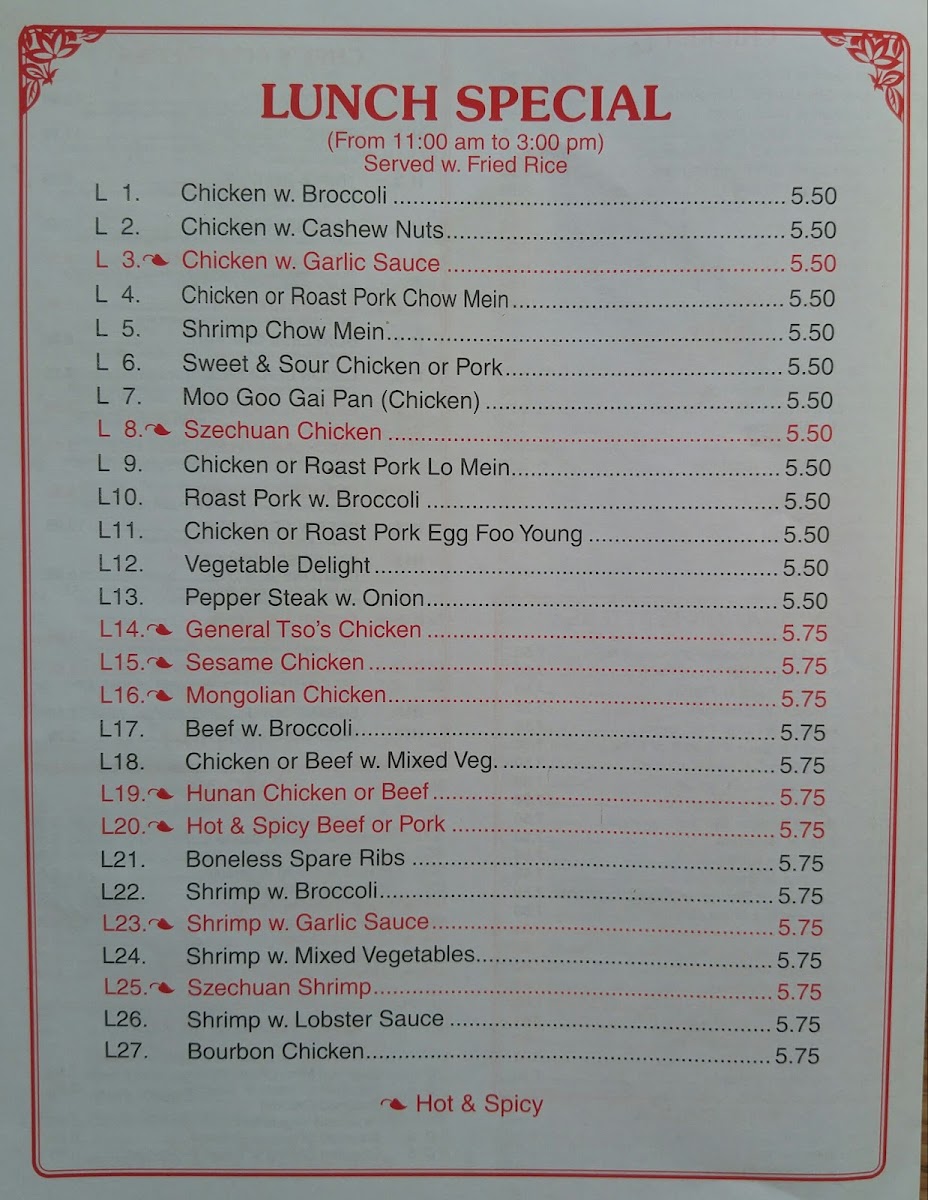 LUNCH SPECIAL
(From 11:00 am to 3:00 pm)
Served w. Fried Rice
L 1. Chicken w. Broccoli 5.50
L 2. Chicken w. Cashew Nuts 5.50
L 3. Chicken w. Garlic Sauce 5.50
L 4. Chicken or Roast Pork Chow Mein 5.50
L 5. Shrimp Chow Mein 5.50
L 6. Sweet & Sour Chicken or Pork 5.50
L 7. Moo Goo Gai Pan (Chicken) 5.50
L 8. Szechuan Chicken 5.50
L 9. Chicken or Roast Pork Lo Mein 5.50
L10. Roast Pork w. Broccoli 5.50
L11. Chicken or Roast Pork Egg Foo Young 5.50
L12. Vegetable Delight 5.50
L13. Pepper Steak w. Onion 5.50
L14. General Tso's Chicken 5.75
L15. Sesame Chicken 5.75
L16. Mongolian Chicken 5.75
L17. Beef w. Broccoli 5.75
L18. Chicken or Beef w. Mixed Veg. 5.75
L19. Hunan Chicken or Beef 5.75
L20. Hot & Spicy Beef or Pork 5.75
L21. Boneless Spare Ribs 5.75
L22. Shrimp w. Broccoli 5.75
L23. Shrimp w. Garlic Sauce 5.75
L24. Shrimp w. Mixed Vegetables 5.75
L25. Szechuan Shrimp 5.75
L26. Shrimp w. Lobster Sauce 5.75
L27. Bourbon Chicken 5.75
Hot & Spicy